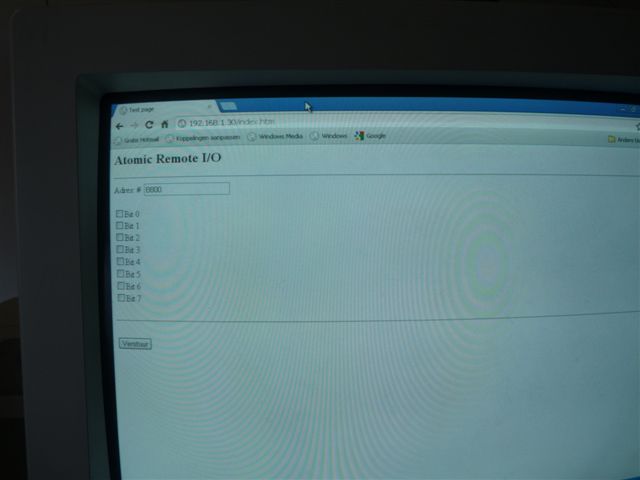 Test page
192.168.1.30/index.htm
Gratis Hotmail Koppelingen aanpassen Windows Media Windows Google
Atomic Remote I/O
Adres # B800
Bit 0
Bit 1
Bit 2
Bit 3
Bit 4
Bit 5
Bit 6
Bit 7
Verstuur